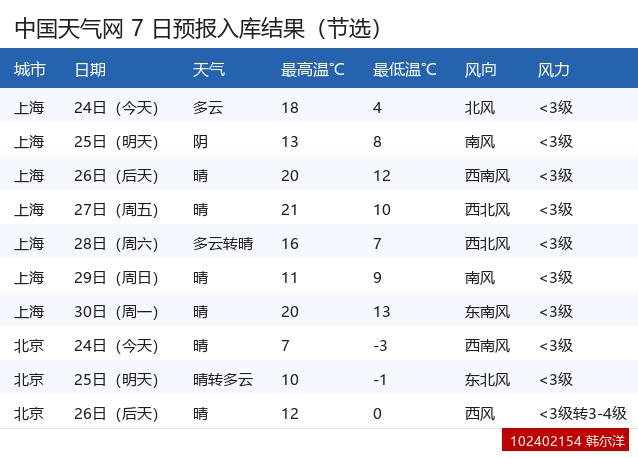 中国天气网 7 日预报入库结果（节选）
城市 日期 天气 最高温℃ 最低温℃ 风向 风力
上海 24日（今天） 多云 18 4 北风 <3级
上海 25日（明天） 阴 13 8 南风 <3级
上海 26日（后天） 晴 20 12 西南风 <3级
上海 27日（周五） 晴 21 10 西北风 <3级
上海 28日（周六） 多云转晴 16 7 西北风 <3级
上海 29日（周日） 晴 11 9 南风 <3级
上海 30日（周一） 晴 20 13 东南风 <3级
北京 24日（今天） 晴 7 -3 西南风 <3级
北京 25日（明天） 晴转多云 10 -1 东北风 <3级
北京 26日（后天） 晴 12 0 西风 <3级转3-4级
102402154 韩尔洋